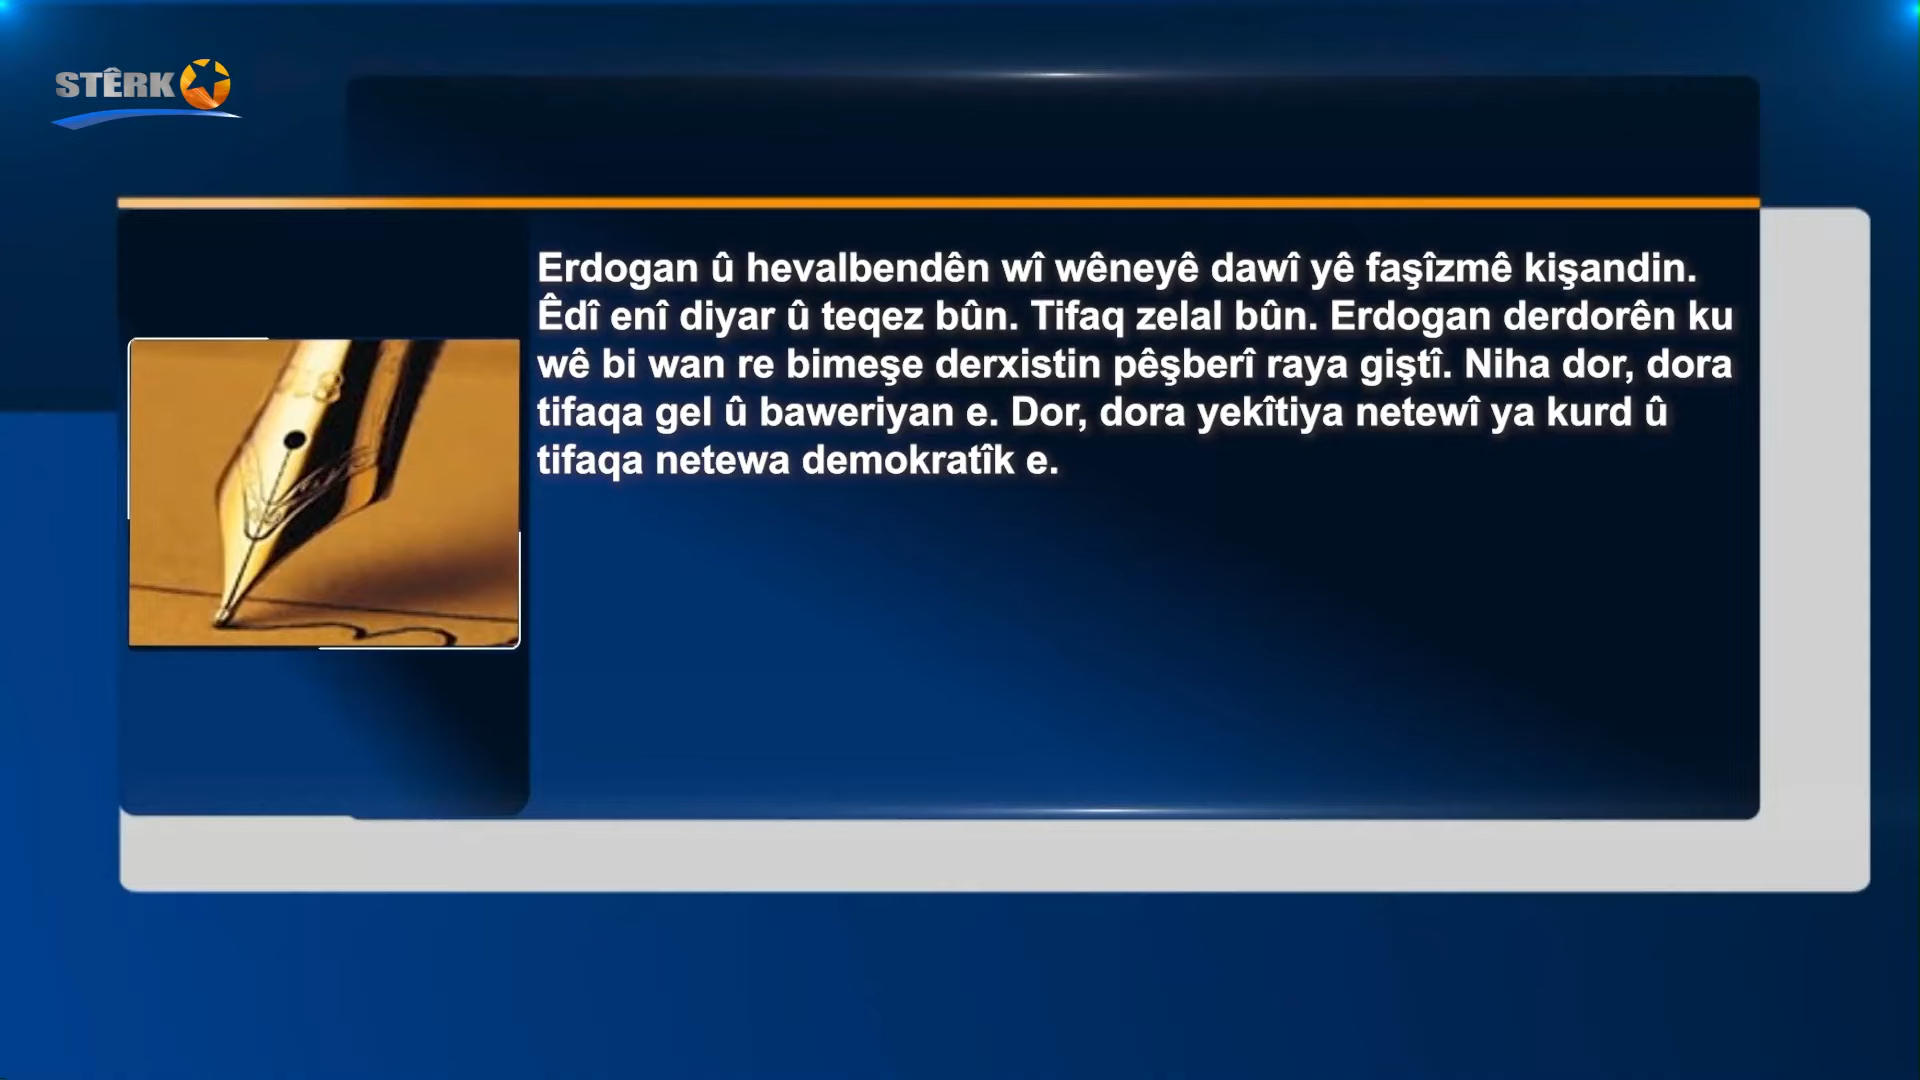 STÊRK
Erdogan û hevalbendên wî wêneyê dawî yê faşîzmê kişandin.
Êdî enî diyar û teqez bûn. Tifaq zelal bûn. Erdogan derdorên ku
wê bi wan re bimeşe derxistin pêşberî raya giştî. Niha dor, dora
tifaqa gel û baweriyan e. Dor, dora yekîtiya netewî ya kurd û
tifaqa netewa demokratîk e.